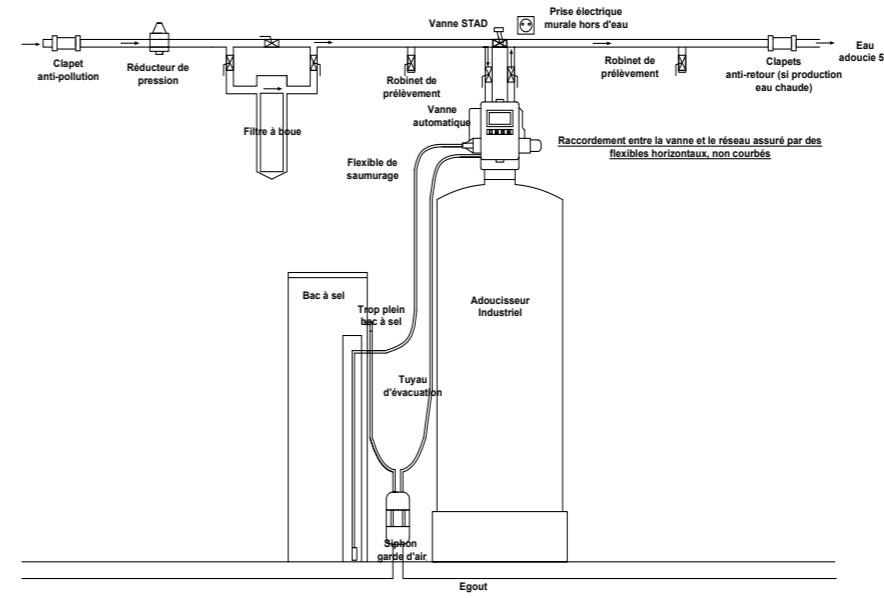 Vanne STAD
Prise électrique
murale hors d'eau
Clapet
anti-pollution
Réducteur de
pression
Filtre à boue
Robinet de
prélèvement
Vanne
automatique
Robinet de
prélèvement
Clapets
anti-retour (si production
eau chaude)
Eau
adoucie 5
Raccordement entre la vanne et le réseau assuré par des
flexibles horizontaux, non courbés
Flexible de
saumurage
Bac à sel
Trop plein
bac à sel
Adoucisseur
Industriel
Tuyau
d'évacuation
Siphon
garde d'air
Egout